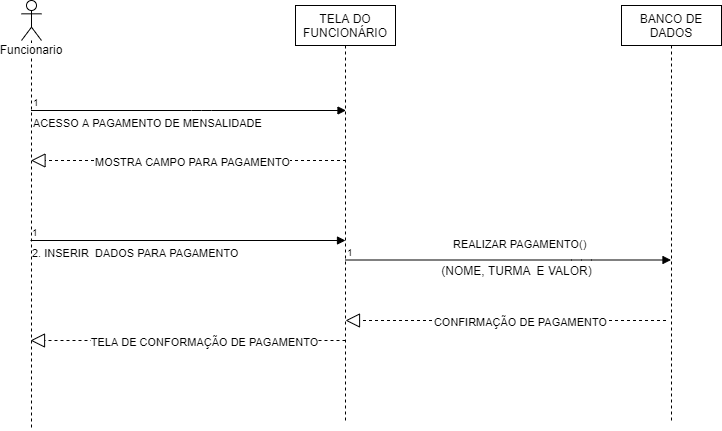 TELA DO
FUNCIONÁRIO
BANCO DE
DADOS
Funcionario
1
ACESSO A PAGAMENTO DE MENSALIDADE
MOSTRA CAMPO PARA PAGAMENTO
1
2. INSERIR DADOS PARA PAGAMENTO
REALIZAR PAGAMENTO()
1
(NOME, TURMA E VALOR)
CONFIRMAÇÃO DE PAGAMENTO
TELA DE CONFORMAÇÃO DE PAGAMENTO